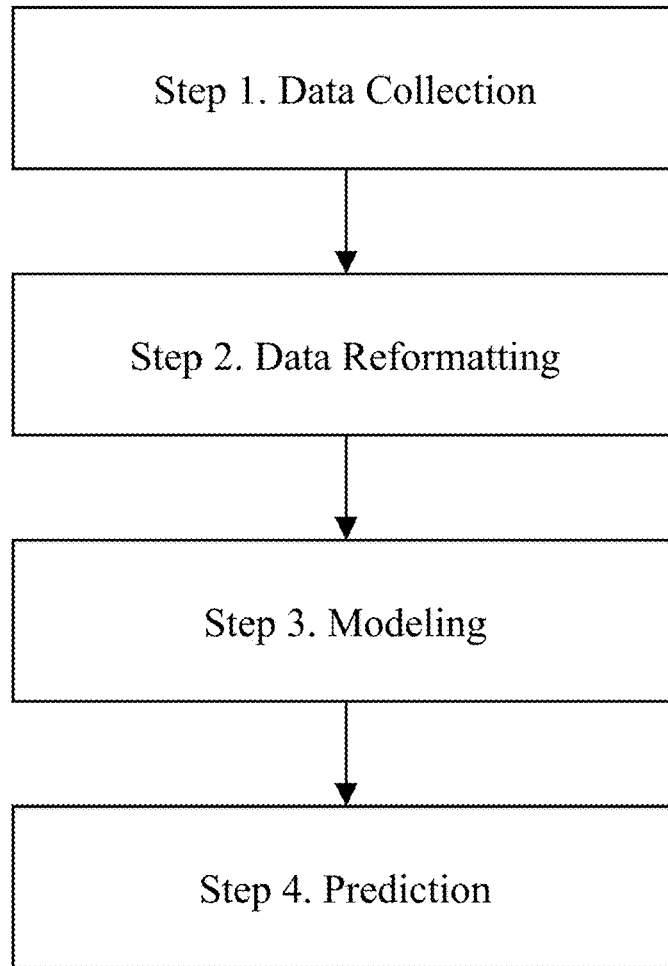 Step 1. Data Collection
Step 2. Data Reformatting
Step 3. Modeling
Step 4. Prediction